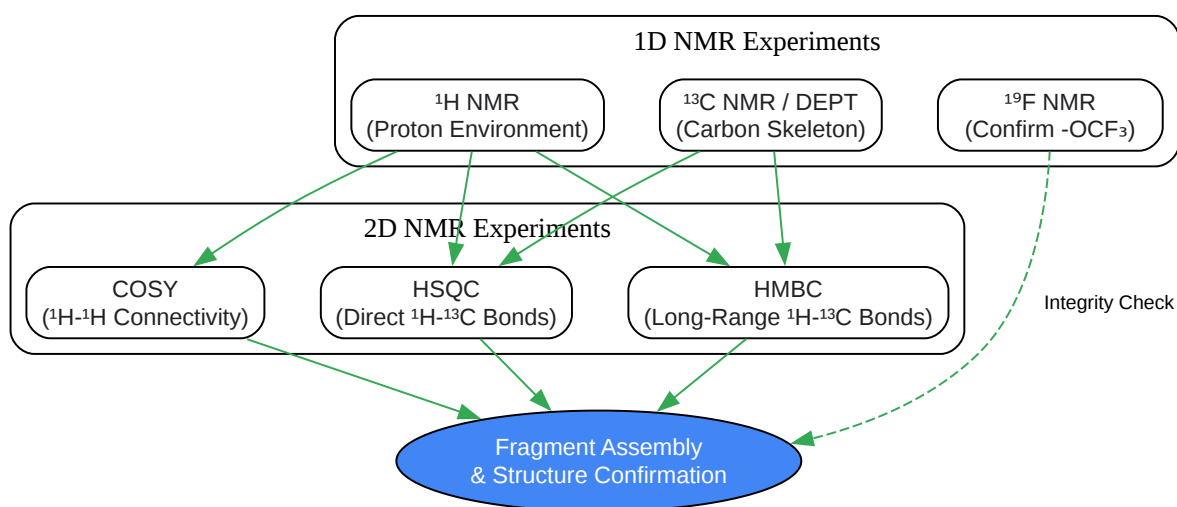 1D NMR Experiments
¹H NMR
(Proton Environment)
¹³C NMR / DEPT
(Carbon Skeleton)
¹⁹F NMR
(Confirm -OCF₃)
2D NMR Experiments
COSY
(¹H-¹H Connectivity)
HSQC
(Direct ¹H-¹³C Bonds)
HMBC
(Long-Range ¹H-¹³C Bonds)
Integrity Check
Fragment Assembly
& Structure Confirmation